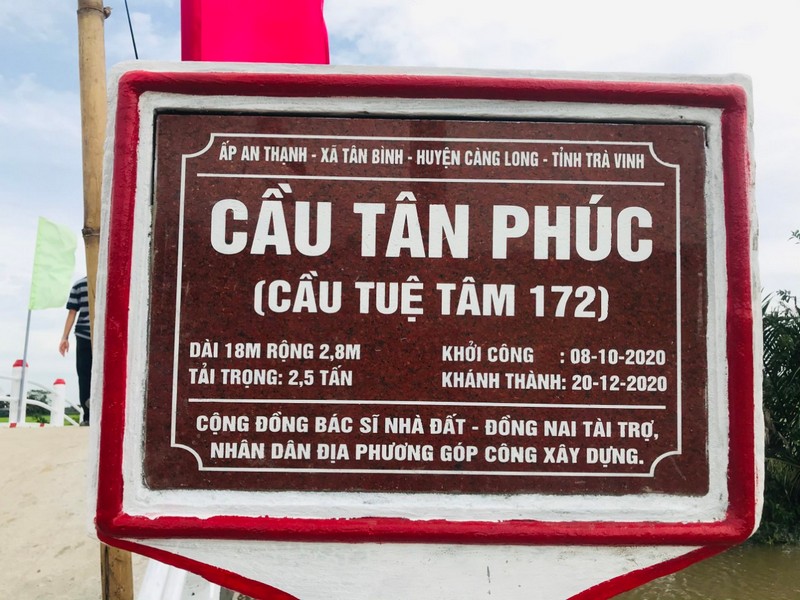 ẤP AN THẠNH - XÃ TÂN BÌNH - HUYỆN CÀNG LONG - TỈNH TRÀ VINH
CẦU TÂN PHÚC
(CẦU TUỆ TÂM 172)
DÀI 18M RỘNG 2,8M
TẢI TRỌNG: 2,5 TẤN
KHỞI CÔNG : 08-10-2020
KHÁNH THÀNH: 20-12-2020
CỘNG ĐỒNG BÁC SĨ NHÀ ĐẤT - ĐỒNG NAI TÀI TRỢ,
NHÂN DÂN ĐỊA PHƯƠNG GÓP CÔNG XÂY DỰNG.